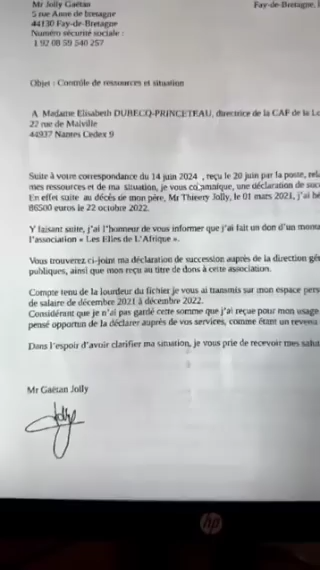 Mr Jolly Gaëtan
Fay-de-Bretagne,
5 rue Anne de bretagne
44130 Fay-de-Bretagne
Numéro sécurité sociale :
1 92 08 59 540 257
Objet : Contrôle de ressources et situation
A Madame Elisabeth DUBECQ-PRINCETEAU, directrice de la CAF de la Lo
22 rue de Malville
44937 Nantes Cedex 9
Suite à votre correspondance du 14 juin 2024 , reçu le 20 juin par la poste, rela
mes ressources et de ma situation, je vous communique, une déclaration de suc
En effet suite au décès de mon père, Mr Thierry Jolly, le 01 mars 2021, j'ai hé
86500 euros le 22 octobre 2022.
Y faisant suite, j'ai l'honneur de vous informer que j'ai fait un don d'un monta
l'association « Les Elles de L'Afrique ».
Vous trouverez ci-joint ma déclaration de succession auprès de la direction gén
publiques, ainsi que mon reçu au titre de dons à cette association.
Compte tenu de la lourdeur du fichier je vous ai transmis sur mon espace pers
de salaire de décembre 2021 à décembre 2022.
Considérant que je n'ai pas gardé cette somme que j'ai reçue pour mon usage
pensé opportun de la déclarer auprès de vos services, comme étant un revenu
Dans l'espoir d'avoir clarifier ma situation, je vous prie de recevoir mes salu
Mr Gaëtan Jolly
Jolly
hp